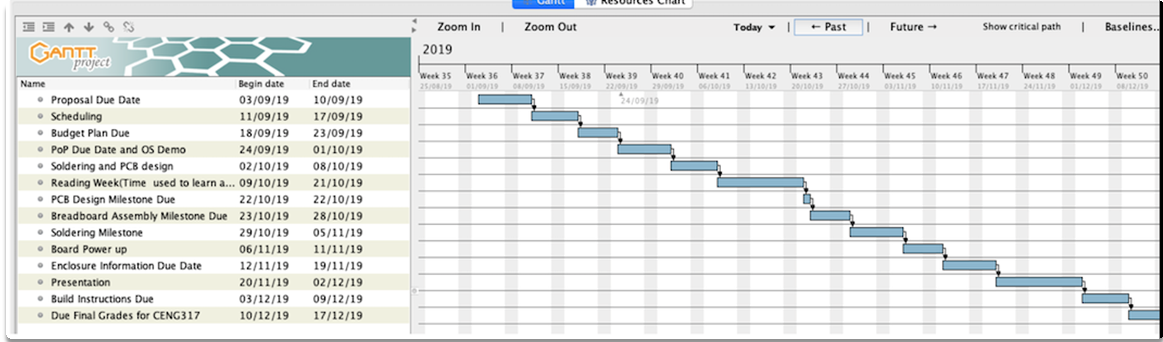 Gantt Resources Chart
Zoom In | Zoom Out Today ← Past Future → Show critical path Baselines...
2019
GANTT project
Week 35 Week 36 Week 37 Week 38 Week 39 Week 40 Week 41 Week 42 Week 43 Week 44 Week 45 Week 46 Week 47 Week 48 Week 49 Week 50
25/08/19 01/09/19 08/09/19 15/09/19 22/09/19 29/09/19 06/10/19 13/10/19 20/10/19 27/10/19 03/11/19 10/11/19 17/11/19 24/11/19 01/12/19 08/12/19
Name Begin date End date
Proposal Due Date 03/09/19 10/09/19
24/09/19
Scheduling 11/09/19 17/09/19
Budget Plan Due 18/09/19 23/09/19
PoP Due Date and OS Demo 24/09/19 01/10/19
Soldering and PCB design 02/10/19 08/10/19
Reading Week(Time used to learn a... 09/10/19 21/10/19
PCB Design Milestone Due 22/10/19 22/10/19
Breadboard Assembly Milestone Due 23/10/19 28/10/19
Soldering Milestone 29/10/19 05/11/19
Board Power up 06/11/19 11/11/19
Enclosure Information Due Date 12/11/19 19/11/19
Presentation 20/11/19 02/12/19
Build Instructions Due 03/12/19 09/12/19
Due Final Grades for CENG317 10/12/19 17/12/19